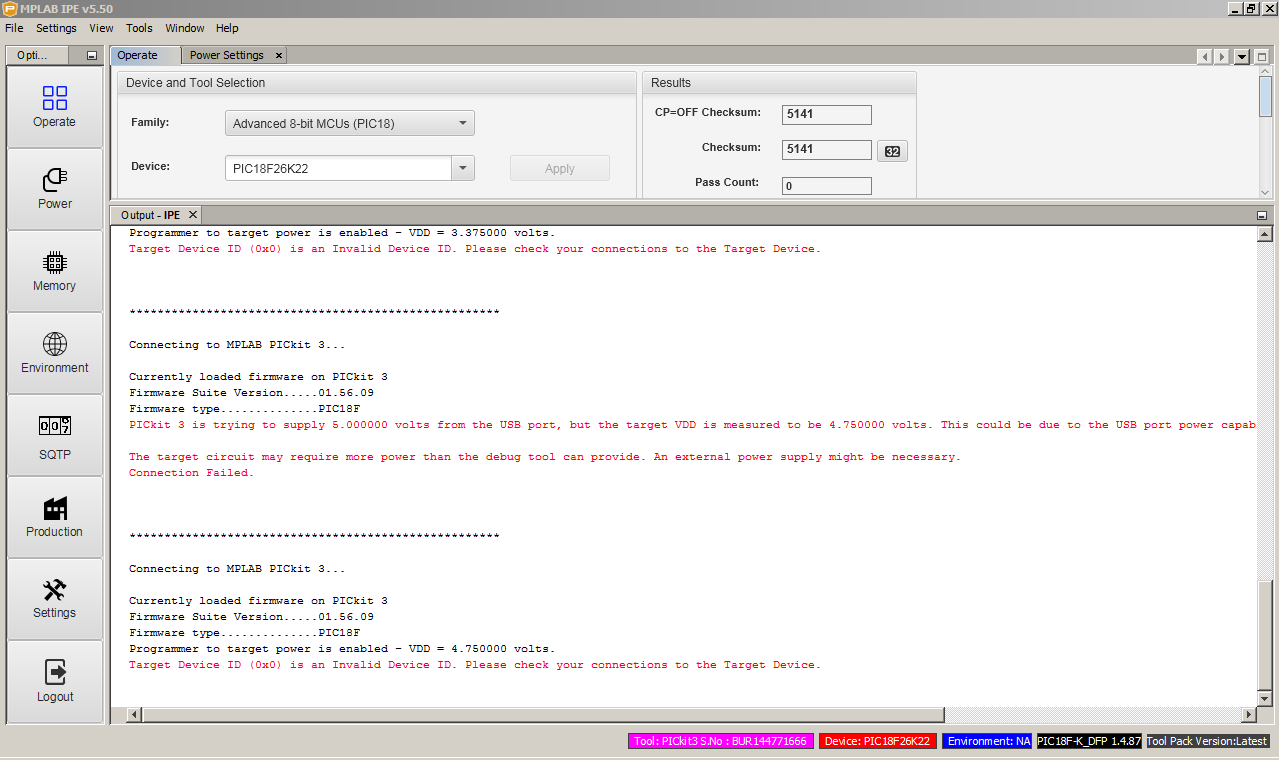 MPLAB IPE v5.50
File Settings View Tools Window Help
Opti...
Operate Power Settings
Operate
Power
Memory
Environment
SQTP
Production
Settings
Logout
Device and Tool Selection
Family: Advanced 8-bit MCUs (PIC18)
Device: PIC18F26K22 Apply
Results
CP=OFF Checksum: 5141
Checksum: 5141 32
Pass Count: 0
Output - IPE
Programmer to target power is enabled - VDD = 3.375000 volts.
Target Device ID (0x0) is an Invalid Device ID. Please check your connections to the Target Device.
*****************************************************
Connecting to MPLAB PICkit 3...
Currently loaded firmware on PICkit 3
Firmware Suite Version.....01.56.09
Firmware type..............PIC18F
PICkit 3 is trying to supply 5.000000 volts from the USB port, but the target VDD is measured to be 4.750000 volts. This could be due to the USB port power capab
The target circuit may require more power than the debug tool can provide. An external power supply might be necessary.
Connection Failed.
*****************************************************
Connecting to MPLAB PICkit 3...
Currently loaded firmware on PICkit 3
Firmware Suite Version.....01.56.09
Firmware type..............PIC18F
Programmer to target power is enabled - VDD = 4.750000 volts.
Target Device ID (0x0) is an Invalid Device ID. Please check your connections to the Target Device.
Tool: PICkit3 S.No : BUR144771666 Device: PIC18F26K22 Environment: NA PIC18F-K_DFP 1.4.87 Tool Pack Version:Latest